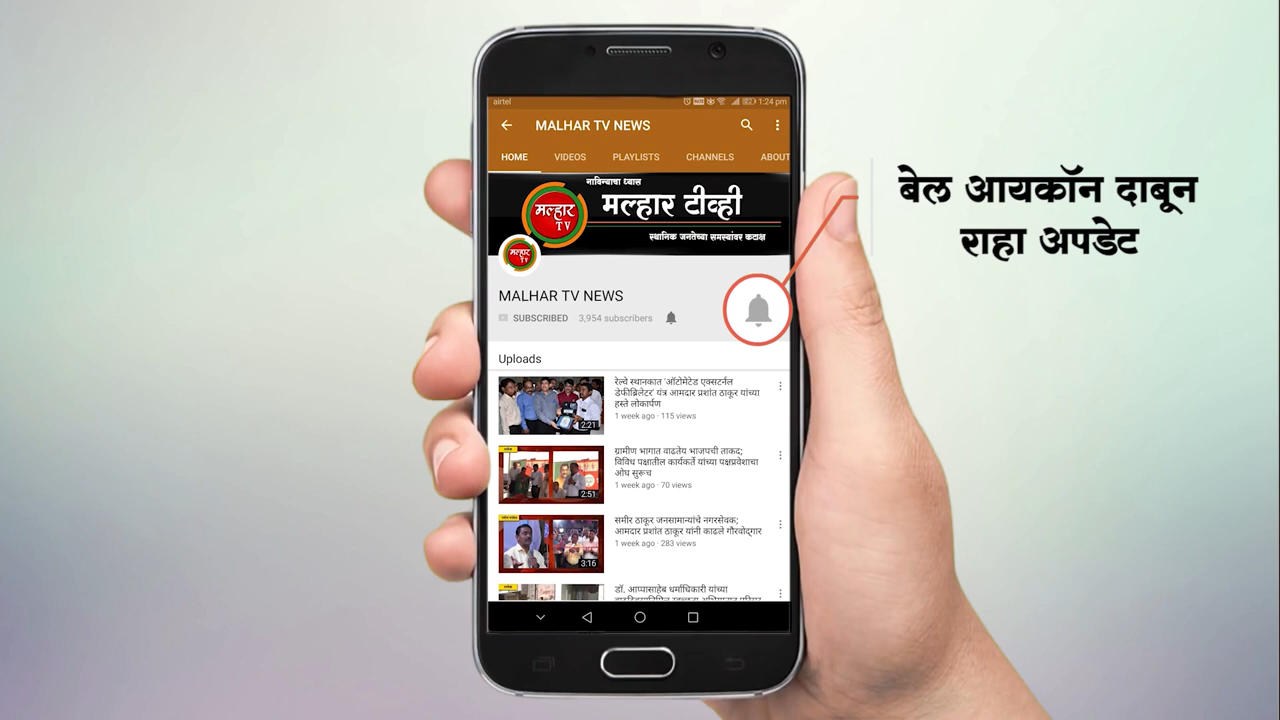 airtel 1:24 pm
MALHAR TV NEWS
HOME VIDEOS PLAYLISTS CHANNELS ABOUT
नाविन्याचा ध्यास
मल्हार टीव्ही
मल्हार
TV
स्थानिक जनतेच्या समस्यांवर कटाक्ष
मल्हार
TV
MALHAR TV NEWS
SUBSCRIBED 3,954 subscribers
बेल आयकॉन दाबून
राहा अपडेट
Uploads
रेल्वे स्थानकात 'ऑटोमेटेड एक्सटर्नल
डेफीब्रिलेटर' यंत्र आमदार प्रशांत ठाकूर यांच्या
हस्ते लोकार्पण
1 week ago · 115 views
2:21
ग्रामीण भागात वाढतेय भाजपची ताकद;
विविध पक्षातील कार्यकर्ते यांच्या पक्षप्रवेशाचा
ओघ सुरूच
1 week ago · 70 views
2:51
समीर ठाकूर जनसामान्यांचे नगरसेवक;
आमदार प्रशांत ठाकूर यांनी काढले गौरवोद्गार
1 week ago · 283 views
3:16
डॉ. आप्पासाहेब धर्माधिकारी यांच्या